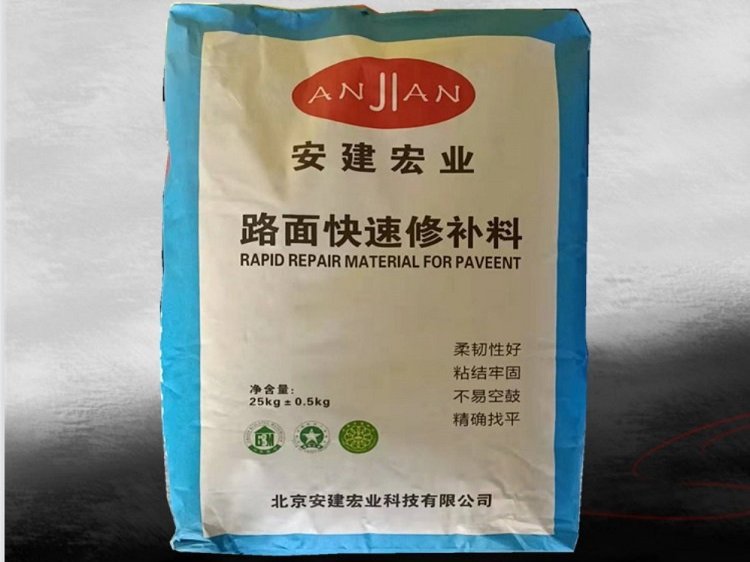 ANJIAN
安建宏业
路面快速修补料
RAPID REPAIR MATERIAL FOR PAVEENT
柔韧性好
粘结牢固
不易空鼓
精确找平
净含量:
25kg±0.5kg
北京安建宏业科技有限公司